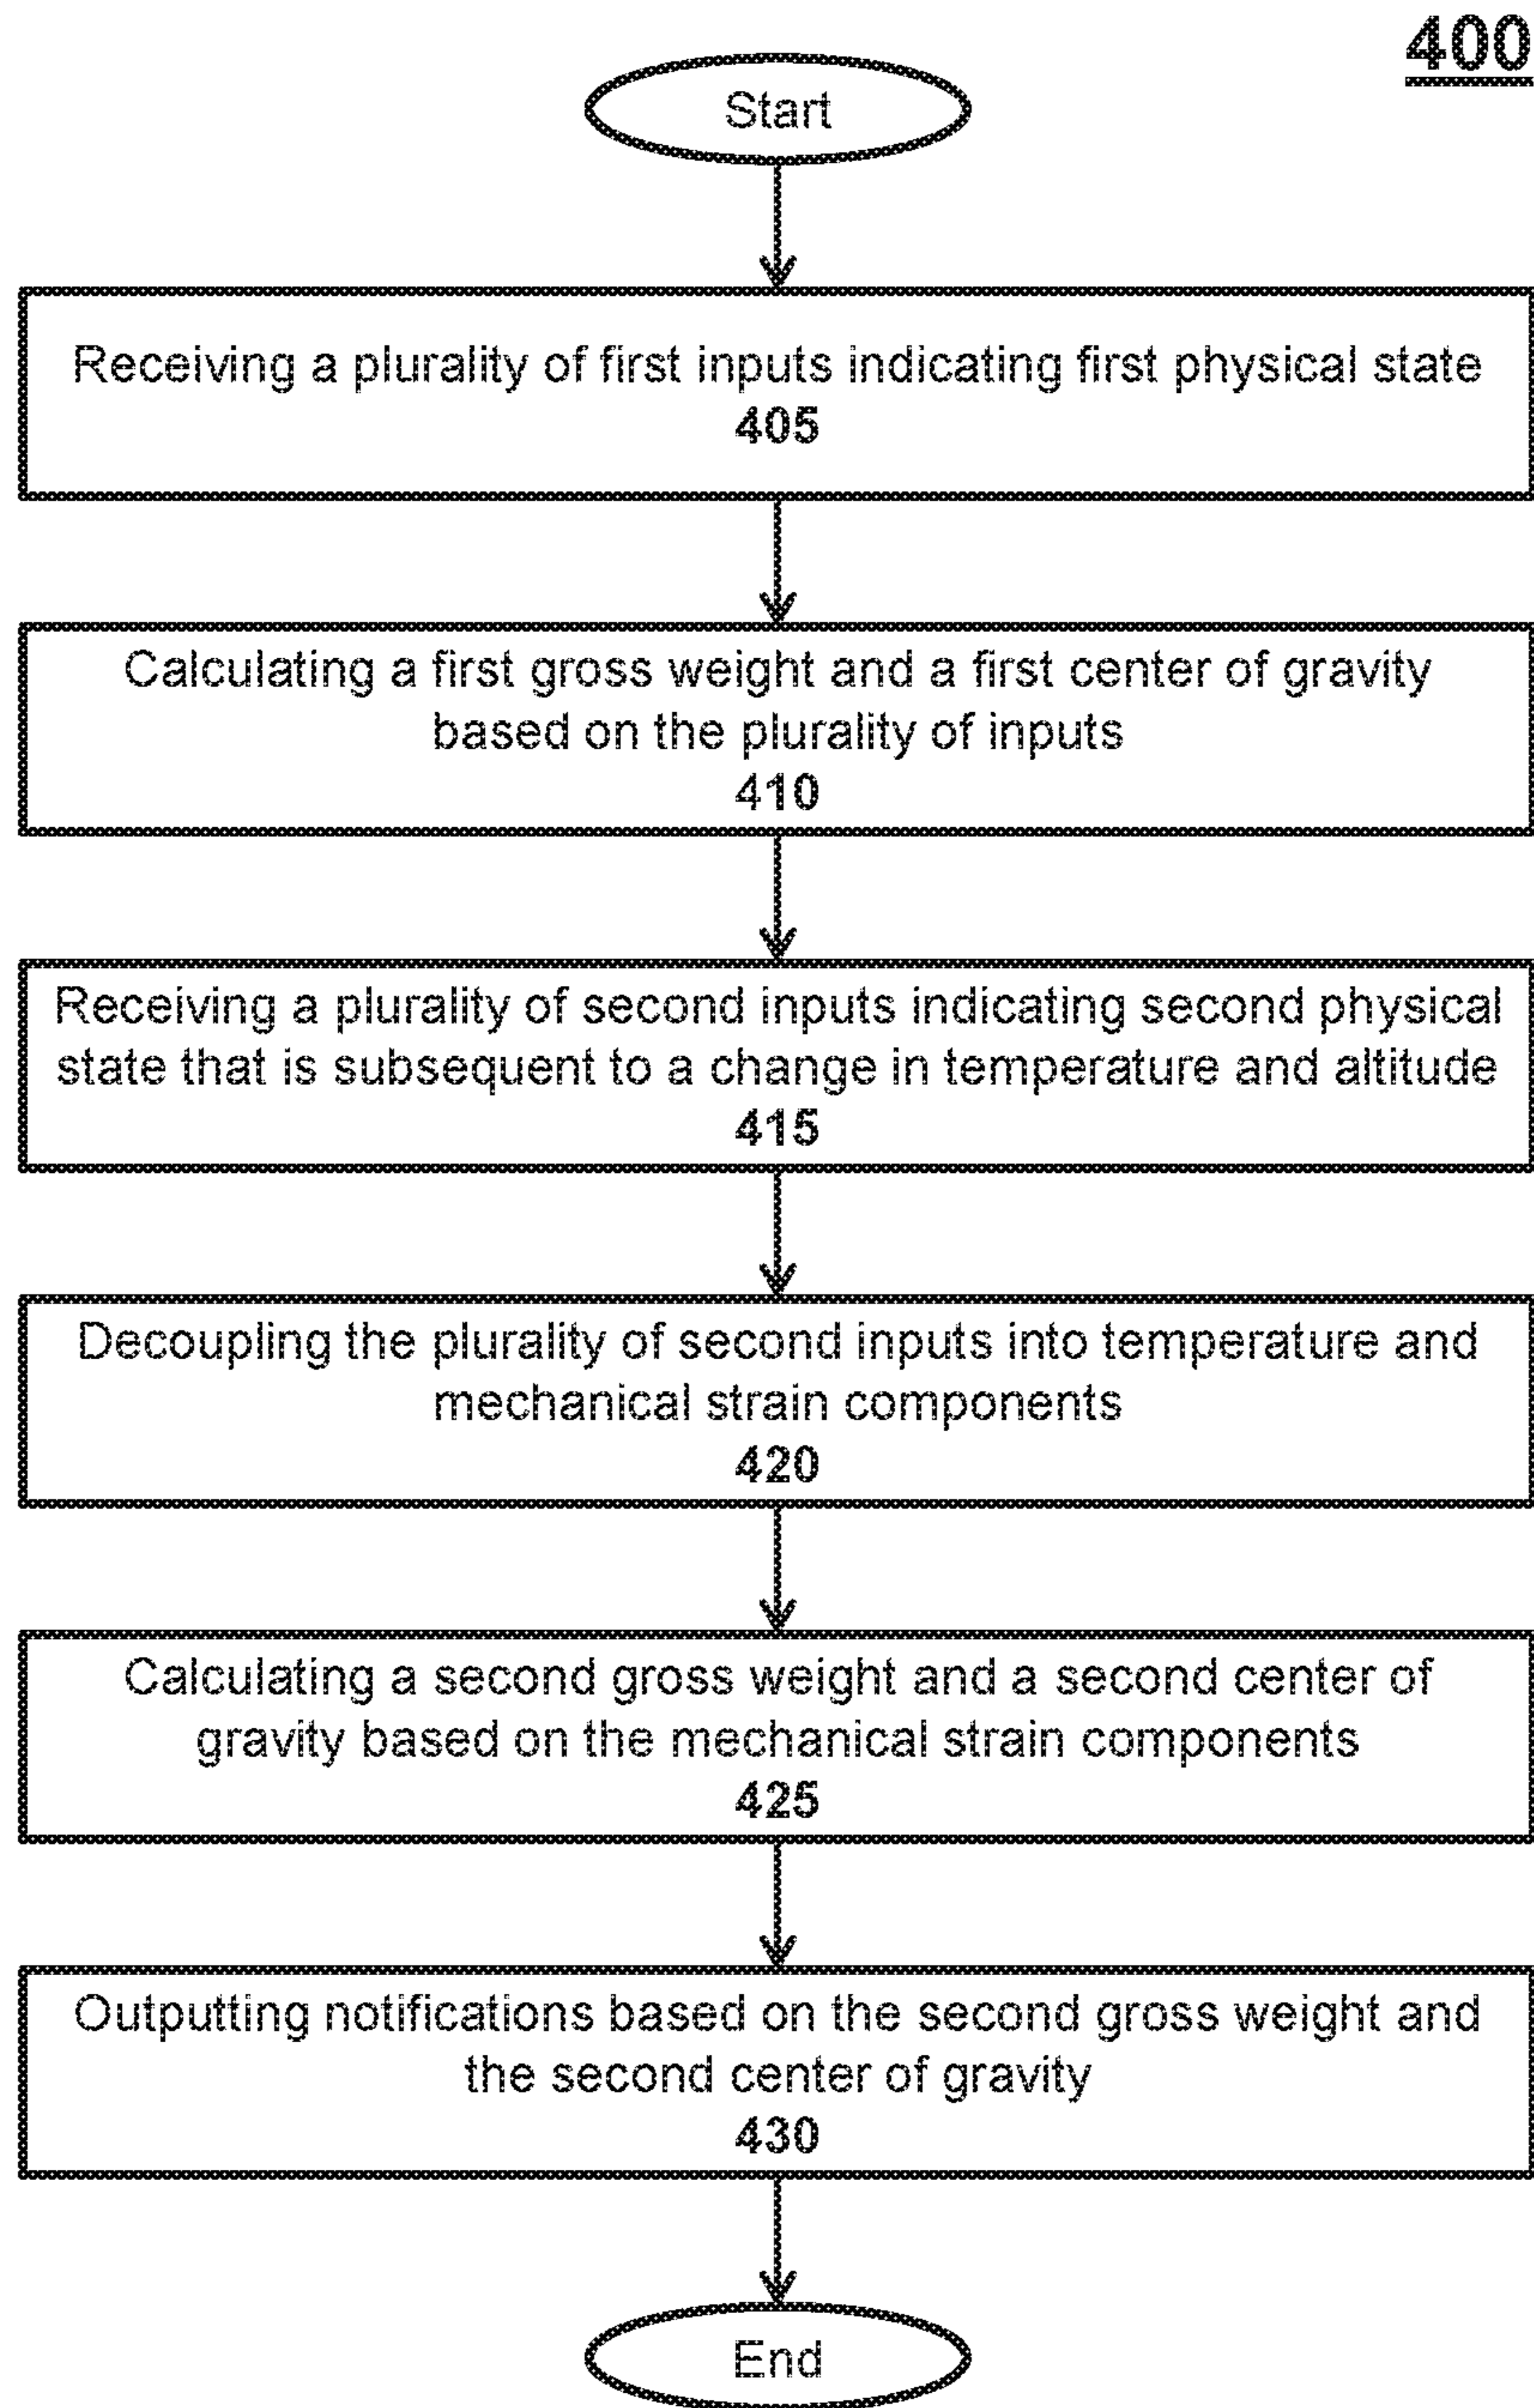 400
Start
Receiving a plurality of first inputs indicating first physical state
405
Calculating a first gross weight and a first center of gravity
based on the plurality of inputs
410
Receiving a plurality of second inputs indicating second physical
state that is subsequent to a change in temperature and altitude
415
Decoupling the plurality of second inputs into temperature and
mechanical strain components
420
Calculating a second gross weight and a second center of
gravity based on the mechanical strain components
425
Outputting notifications based on the second gross weight and
the second center of gravity
430
End